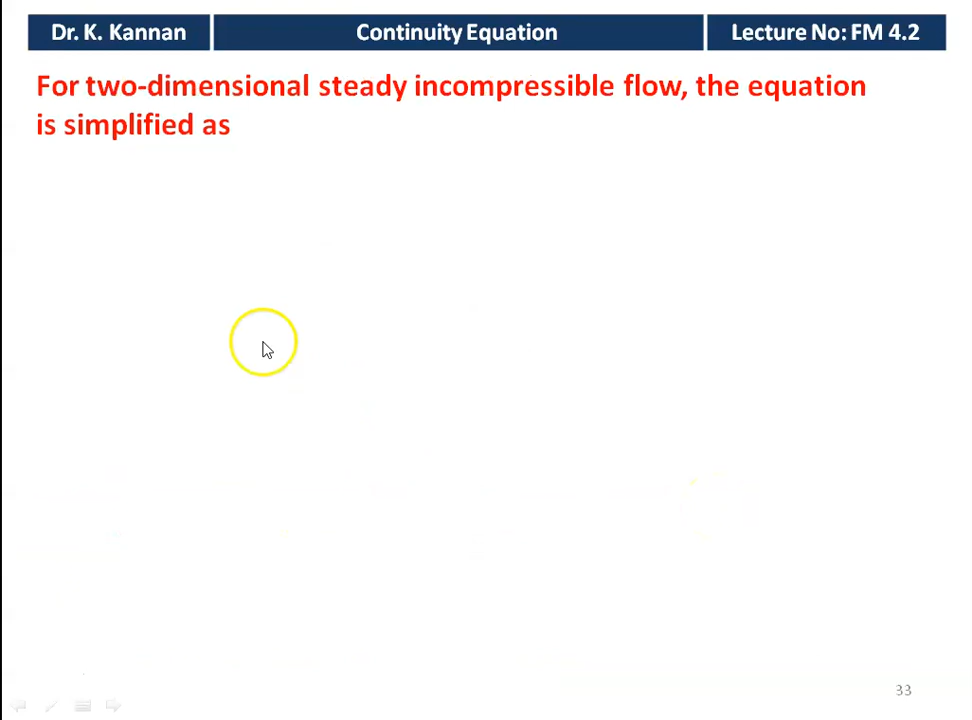 Dr. K. Kannan
Continuity Equation
Lecture No: FM 4.2
For two-dimensional steady incompressible flow, the equation
is simplified as
33